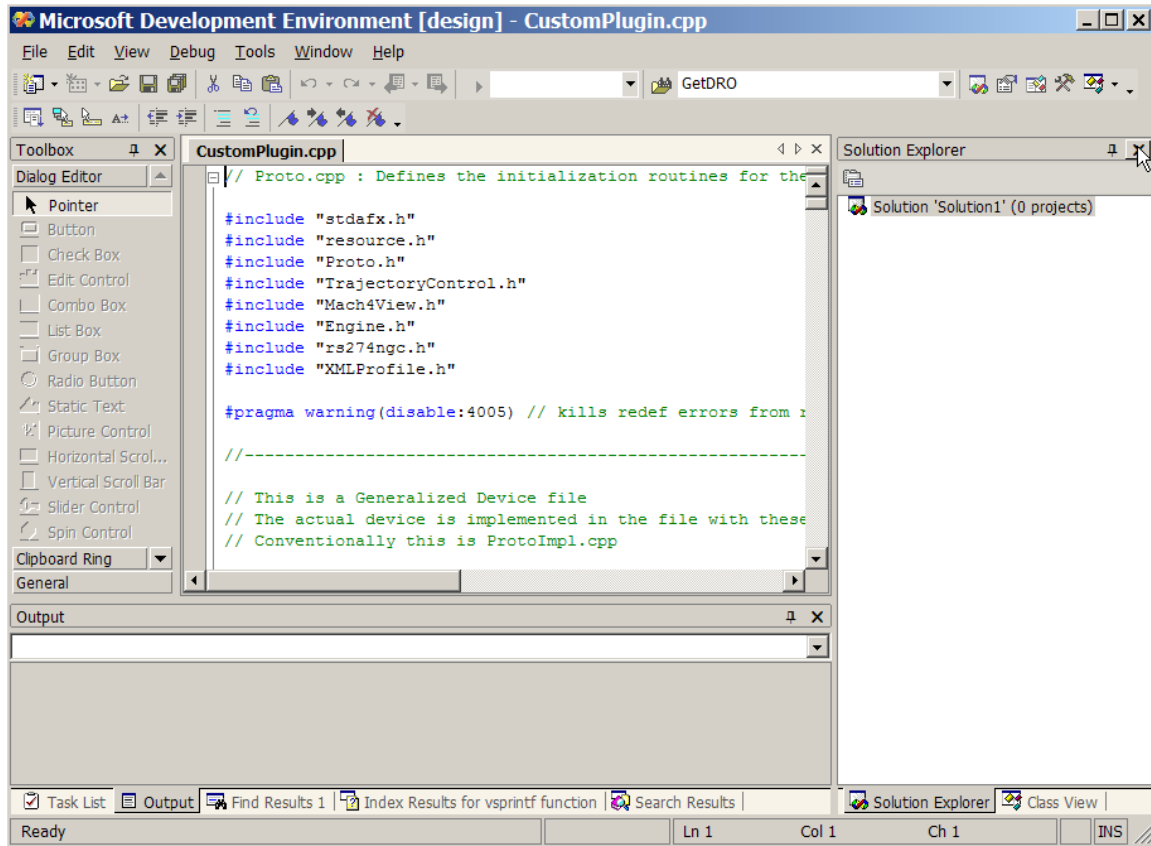 Microsoft Development Environment [design] - CustomPlugin.cpp
File Edit View Debug Tools Window Help
GetDRO
Toolbox
Dialog Editor
Pointer
Button
Check Box
Edit Control
Combo Box
List Box
Group Box
Radio Button
Static Text
Picture Control
Horizontal Scrol...
Vertical Scroll Bar
Slider Control
Spin Control
Clipboard Ring
General
CustomPlugin.cpp
// Proto.cpp : Defines the initialization routines for the
#include "stdafx.h"
#include "resource.h"
#include "Proto.h"
#include "TrajectoryControl.h"
#include "Mach4View.h"
#include "Engine.h"
#include "rs274ngc.h"
#include "XMLProfile.h"
#pragma warning(disable:4005) // kills redef errors from
//--------------------------------------------------------
// This is a Generalized Device file
// The actual device is implemented in the file with these
// Conventionally this is ProtoImpl.cpp
Solution Explorer
Solution 'Solution1' (0 projects)
Output
Task List Output Find Results 1 Index Results for vsprintf function Search Results
Solution Explorer Class View
Ready Ln 1 Col 1 Ch 1 INS